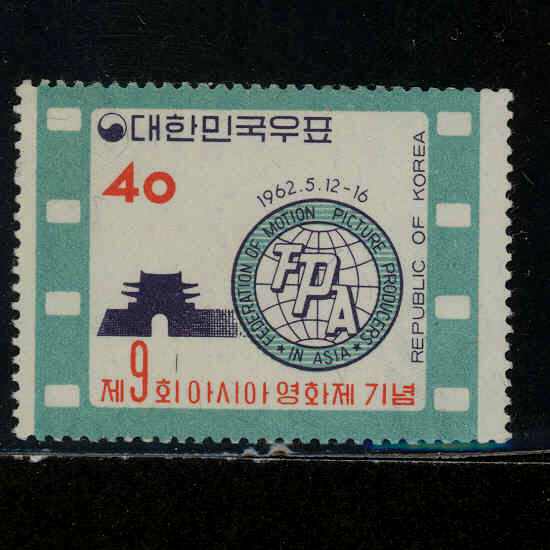 대한민국우표
40
1962.5.12-16
FEDERATION OF MOTION PICTURE PRODUCERS
★ IN ASIA ★
FPA
REPUBLIC OF KOREA
제9회 아시아 영화제 기념